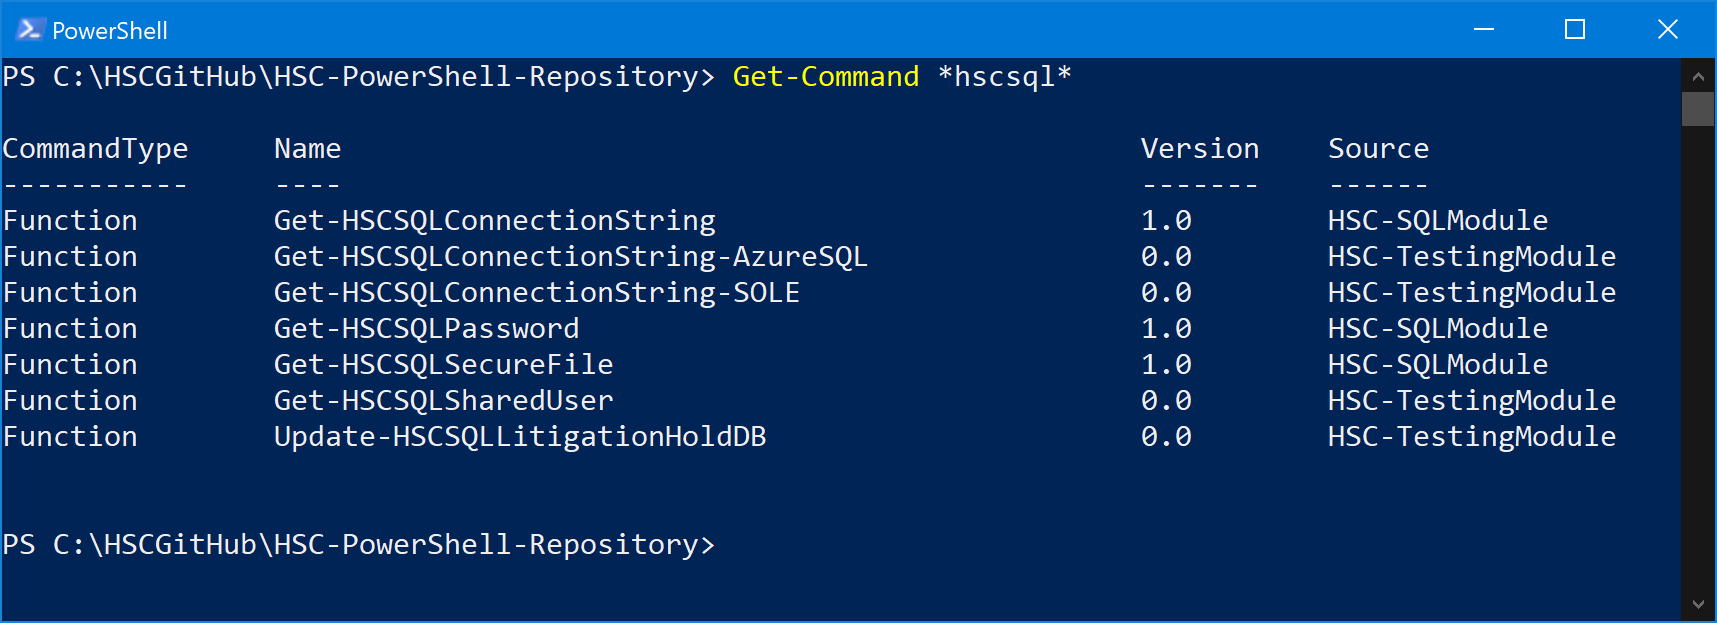 PowerShell
PS C:\HSCGitHub\HSC-PowerShell-Repository> Get-Command *hscsql*
CommandType     Name                                               Version    Source
-----------     ----                                               -------    ------
Function        Get-HSCSQLConnectionString                         1.0        HSC-SQLModule
Function        Get-HSCSQLConnectionString-AzureSQL                0.0        HSC-TestingModule
Function        Get-HSCSQLConnectionString-SOLE                    0.0        HSC-TestingModule
Function        Get-HSCSQLPassword                                 1.0        HSC-SQLModule
Function        Get-HSCSQLSecureFile                               1.0        HSC-SQLModule
Function        Get-HSCSQLSharedUser                               0.0        HSC-TestingModule
Function        Update-HSCSQLLitigationHoldDB                      0.0        HSC-TestingModule
PS C:\HSCGitHub\HSC-PowerShell-Repository>